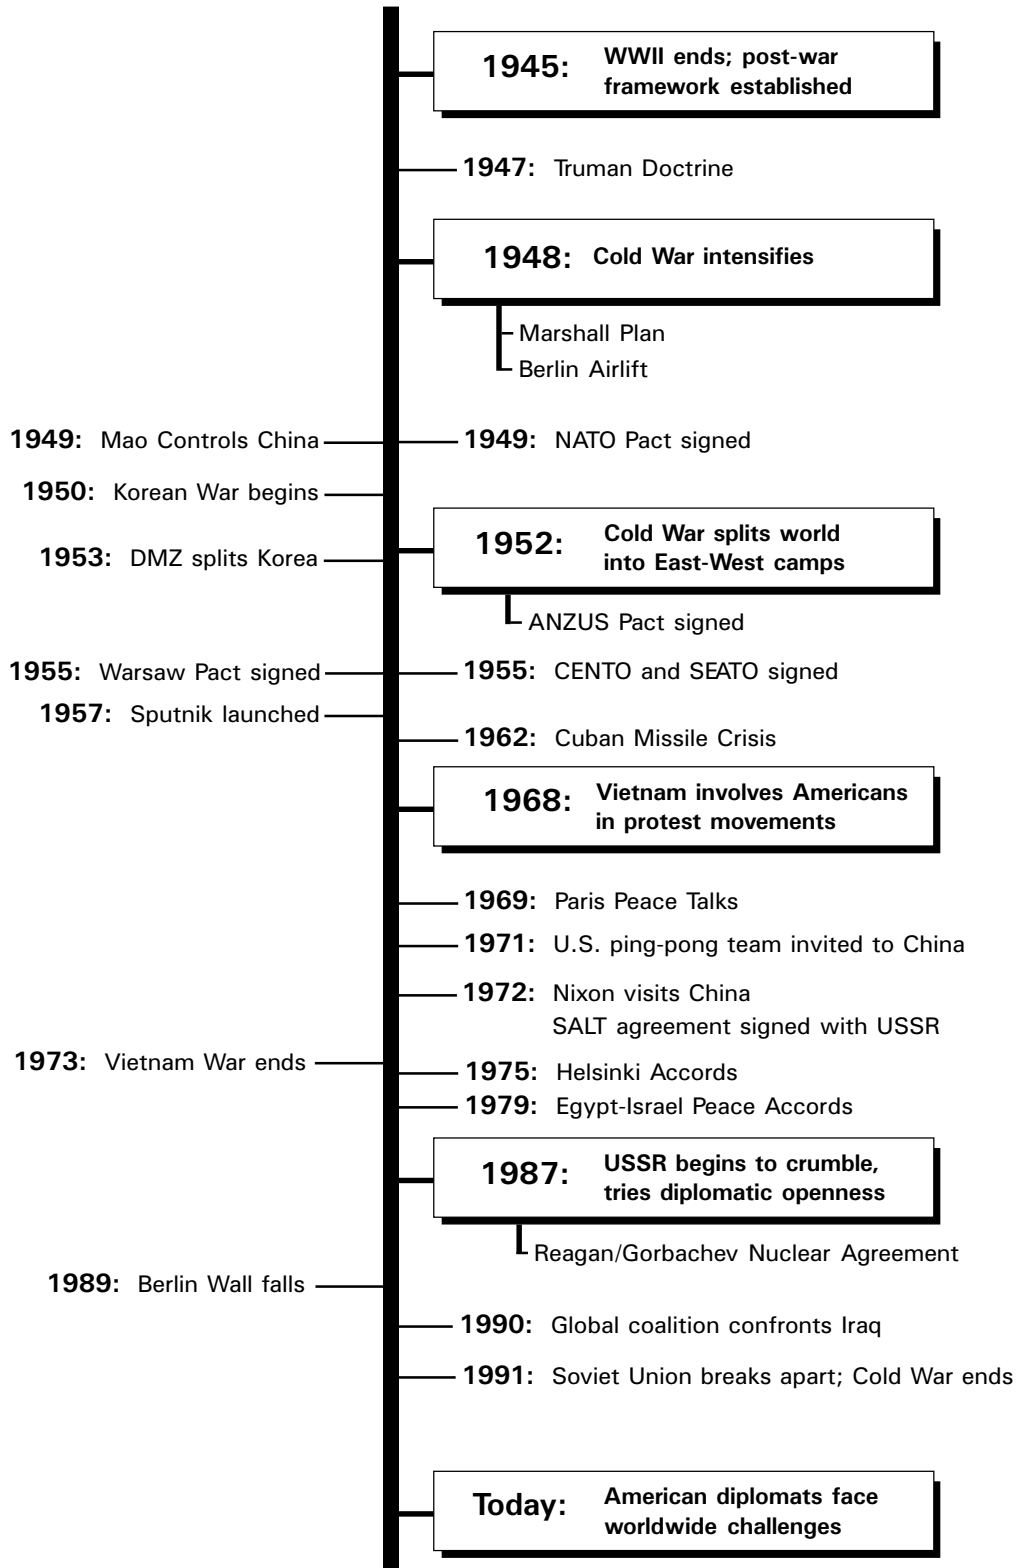 1945: WWII ends; post-war
framework established
1947: Truman Doctrine
1948: Cold War intensifies
Marshall Plan
Berlin Airlift
1949: Mao Controls China
1949: NATO Pact signed
1950: Korean War begins
1952: Cold War splits world
into East-West camps
1953: DMZ splits Korea
ANZUS Pact signed
1955: Warsaw Pact signed
1955: CENTO and SEATO signed
1957: Sputnik launched
1962: Cuban Missile Crisis
1968: Vietnam involves Americans
in protest movements
1969: Paris Peace Talks
1971: U.S. ping-pong team invited to China
1972: Nixon visits China
SALT agreement signed with USSR
1973: Vietnam War ends
1975: Helsinki Accords
1979: Egypt-Israel Peace Accords
1987: USSR begins to crumble,
tries diplomatic openness
Reagan/Gorbachev Nuclear Agreement
1989: Berlin Wall falls
1990: Global coalition confronts Iraq
1991: Soviet Union breaks apart; Cold War ends
Today: American diplomats face
worldwide challenges